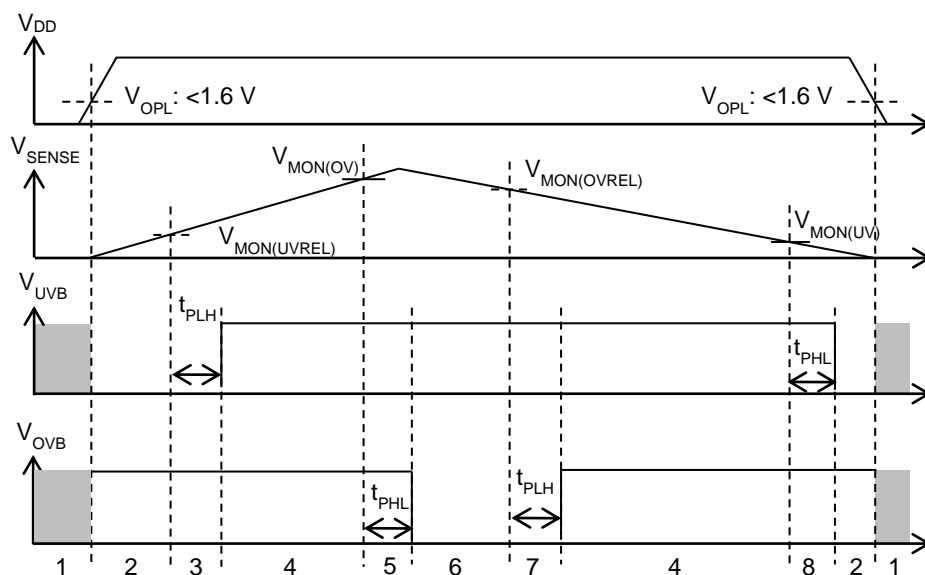 VDD
VOPL: <1.6 V VOPL: <1.6 V
VSENSE
VMON(OV)
VMON(OVREL)
VMON(UVREL)
VMON(UV)
VUVB
tPLH
tPHL
VOVB
tPHL
tPLH
1 2 3 4 5 6 7 4 8 2 1